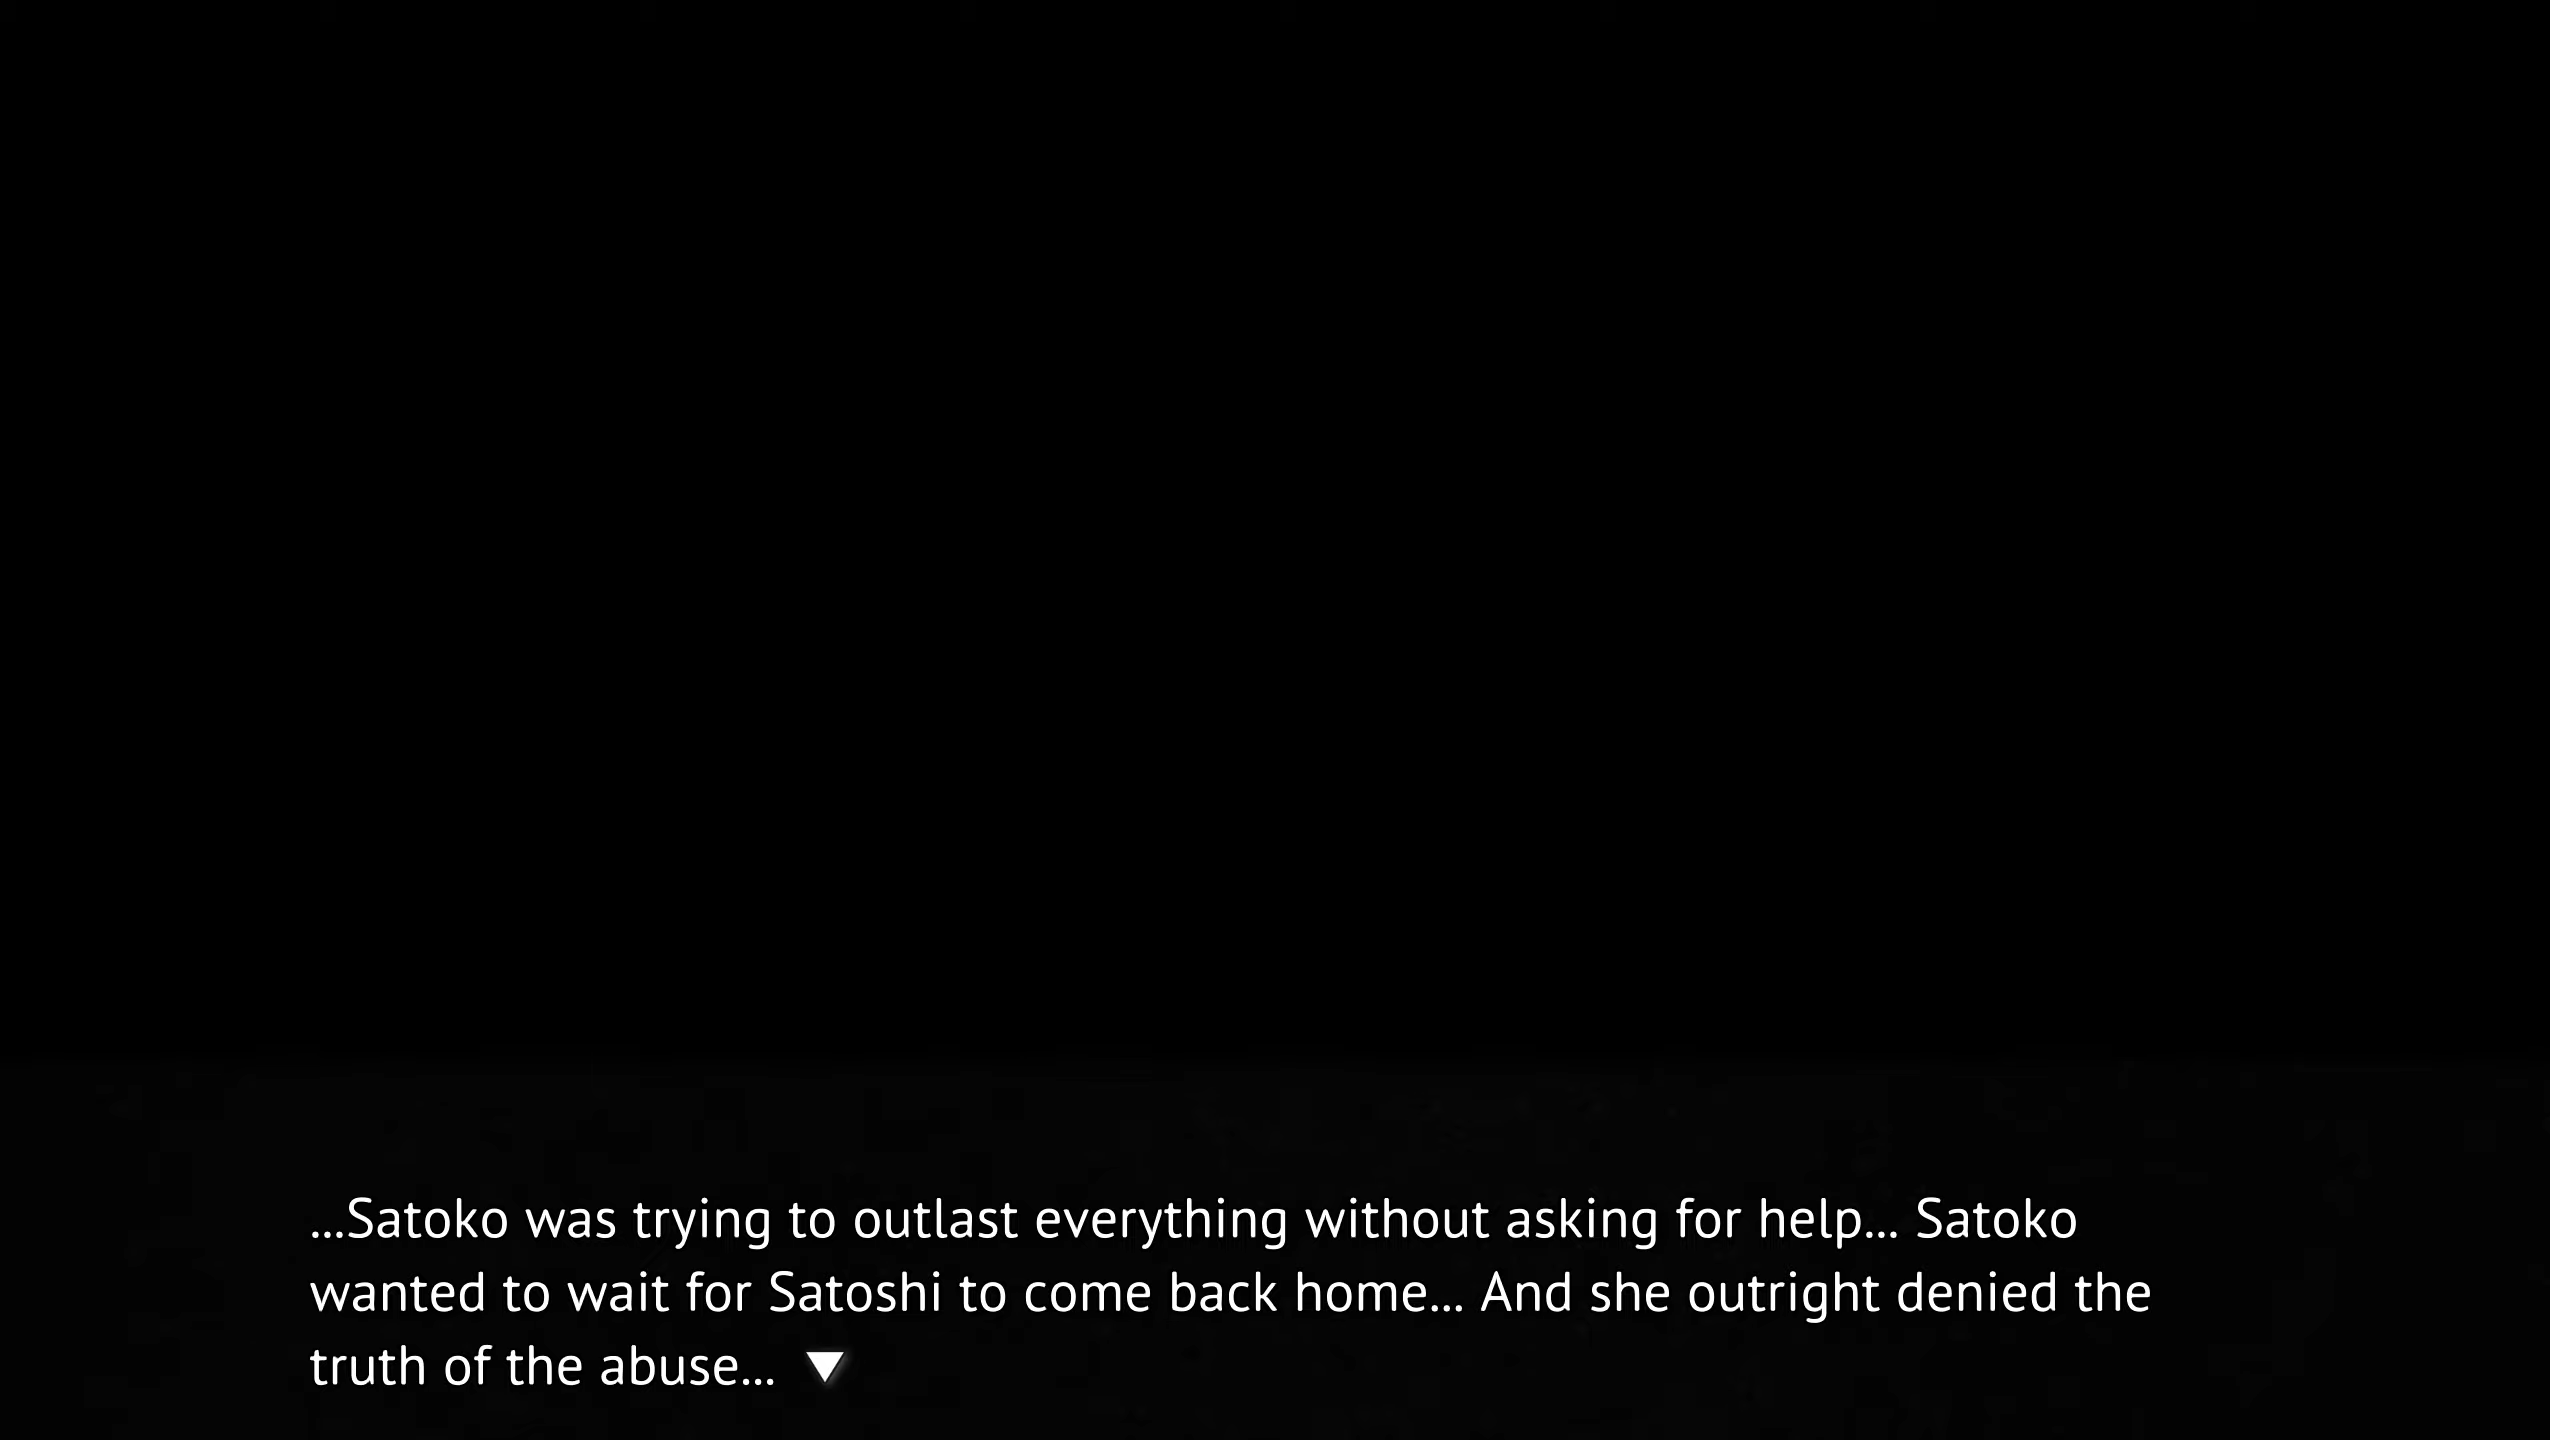 ...Satoko was trying to outlast everything without asking for help... Satoko
wanted to wait for Satoshi to come back home... And she outright denied the
truth of the abuse...